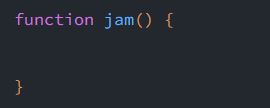 function jam() {
}